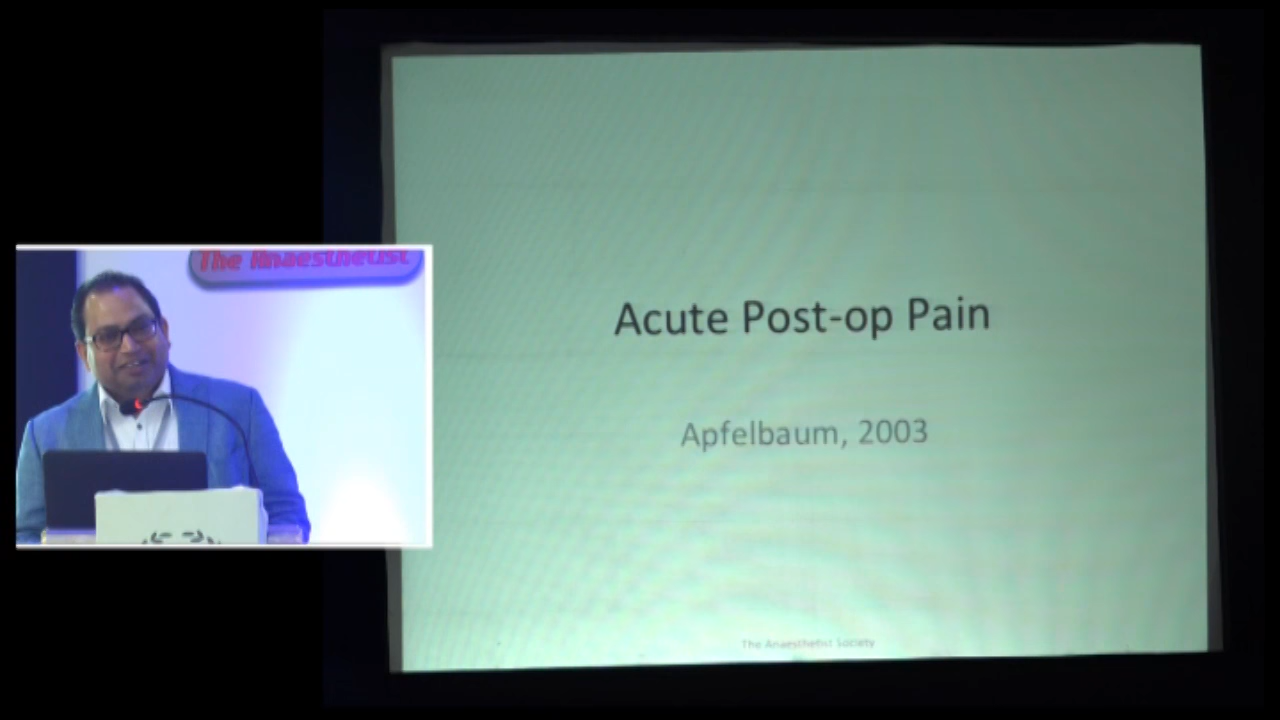 The Anaesthetist
Acute Post-op Pain
Apfelbaum, 2003
The Anaesthetist Society